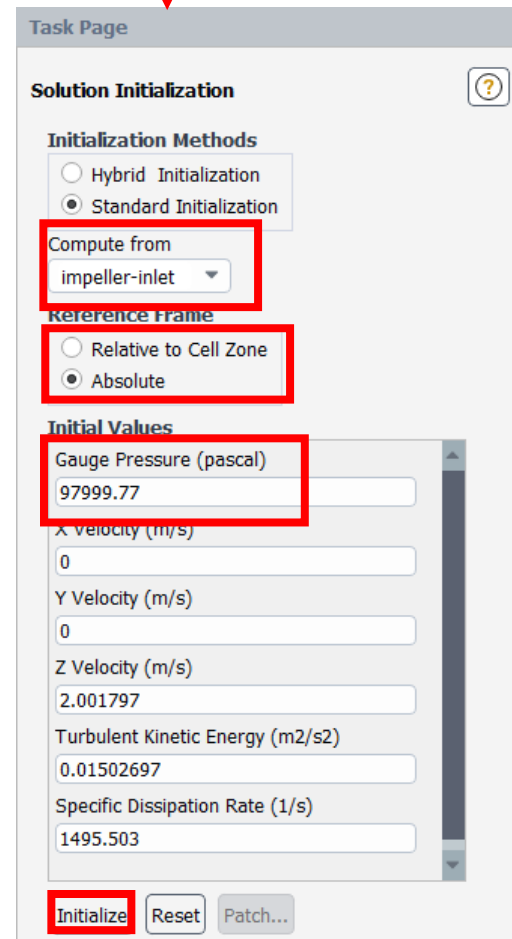 Task Page
Solution Initialization
?
Initialization Methods
Hybrid Initialization
Standard Initialization
Compute from
impeller-inlet
Reference Frame
Relative to Cell Zone
Absolute
Initial Values
Gauge Pressure (pascal)
97999.77
X Velocity (m/s)
0
Y Velocity (m/s)
0
Z Velocity (m/s)
2.001797
Turbulent Kinetic Energy (m2/s2)
0.01502697
Specific Dissipation Rate (1/s)
1495.503
Initialize Reset Patch...